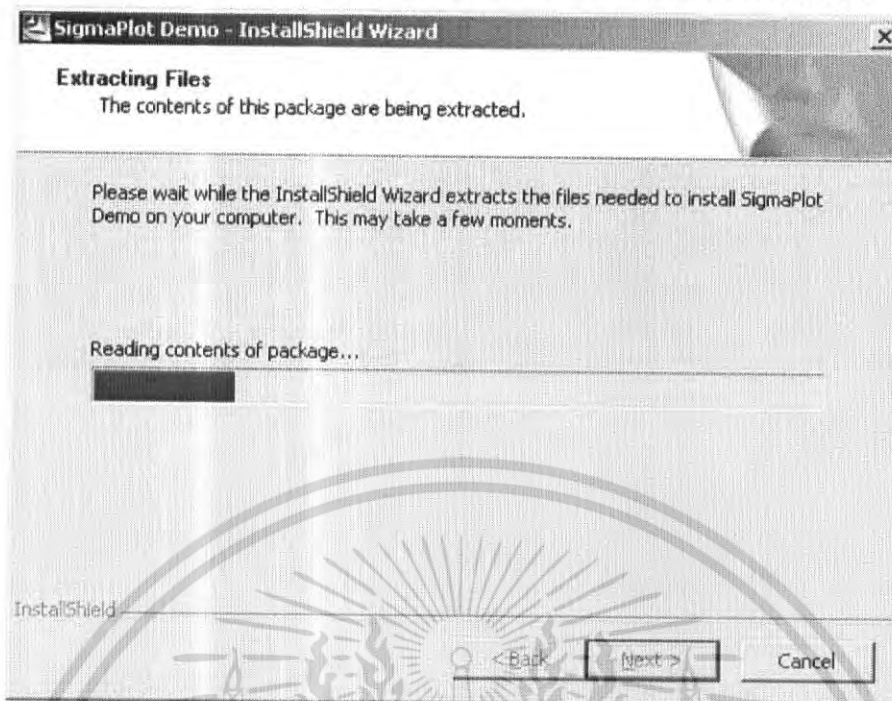 SigmaPlot Demo - InstallShield Wizard
Extracting Files
The contents of this package are being extracted.
Please wait while the InstallShield Wizard extracts the files needed to install SigmaPlot
Demo on your computer. This may take a few moments.
Reading contents of package...
InstallShield
< Back
Next >
Cancel